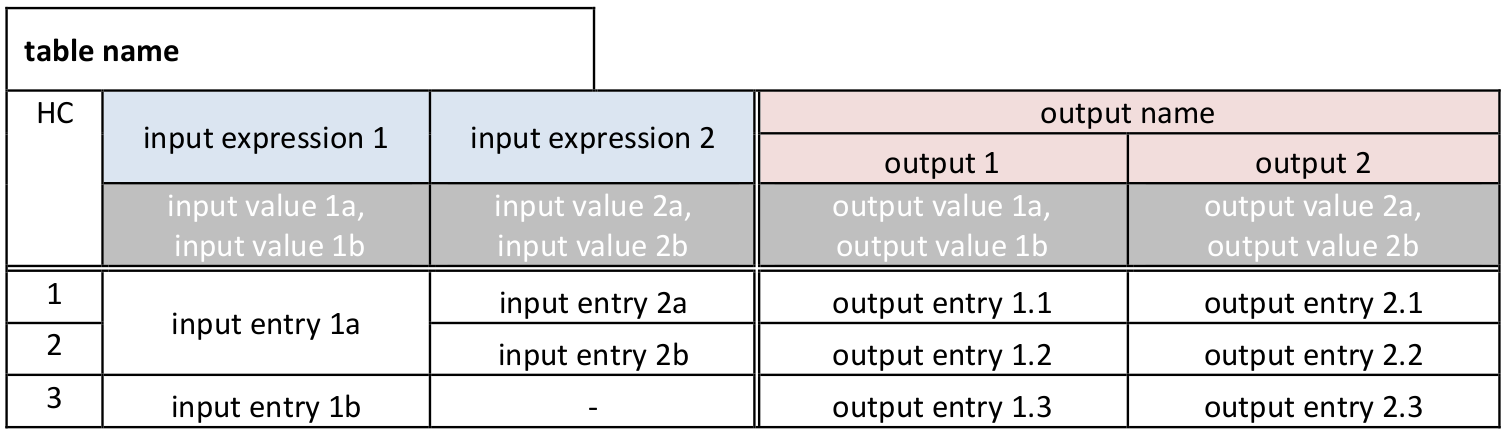 table name
HC
input expression 1
input expression 2
output name
output 1
output 2
input value 1a,
input value 1b
input value 2a,
input value 2b
output value 1a,
output value 1b
output value 2a,
output value 2b
1
input entry 1a
input entry 2a
output entry 1.1
output entry 2.1
2
input entry 2b
output entry 1.2
output entry 2.2
3
input entry 1b
-
output entry 1.3
output entry 2.3